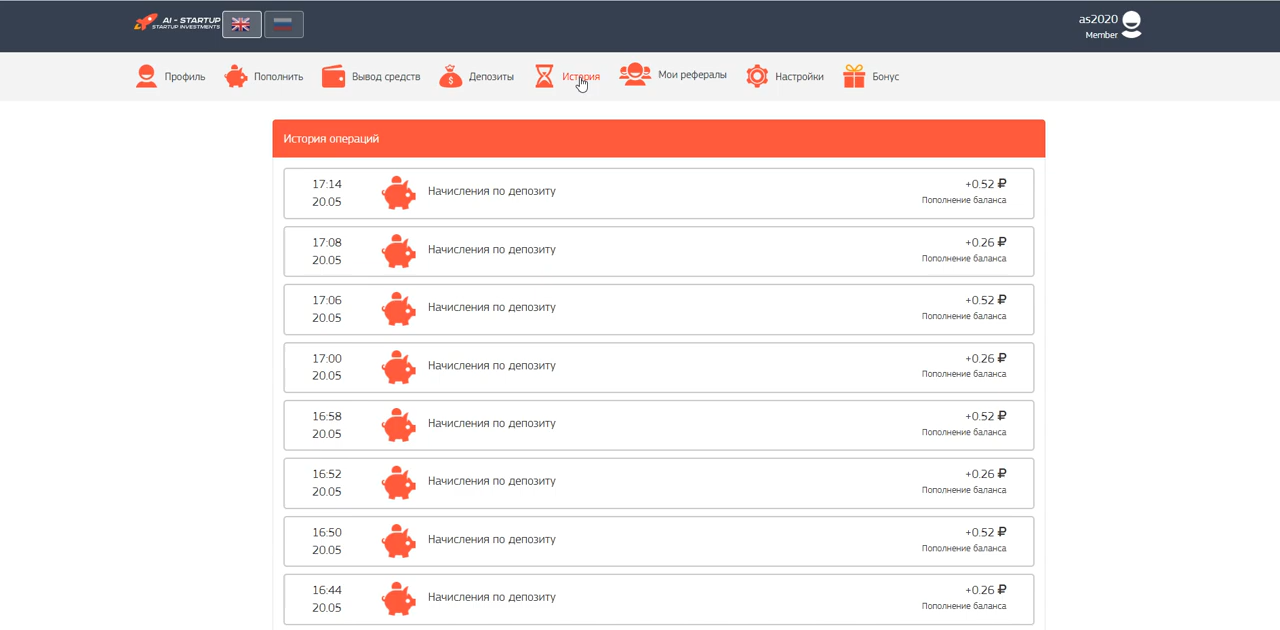 AI - STARTUP
STARTUP INVESTMENTS
as2020
Member
Профиль
Пополнить
Вывод средств
Депозиты
История
Мои рефералы
Настройки
Бонус
История операций
17:14
20.05
Начисления по депозиту
+0.52 ₽
Пополнение баланса
17:08
20.05
Начисления по депозиту
+0.26 ₽
Пополнение баланса
17:06
20.05
Начисления по депозиту
+0.52 ₽
Пополнение баланса
17:00
20.05
Начисления по депозиту
+0.26 ₽
Пополнение баланса
16:58
20.05
Начисления по депозиту
+0.52 ₽
Пополнение баланса
16:52
20.05
Начисления по депозиту
+0.26 ₽
Пополнение баланса
16:50
20.05
Начисления по депозиту
+0.52 ₽
Пополнение баланса
16:44
20.05
Начисления по депозиту
+0.26 ₽
Пополнение баланса